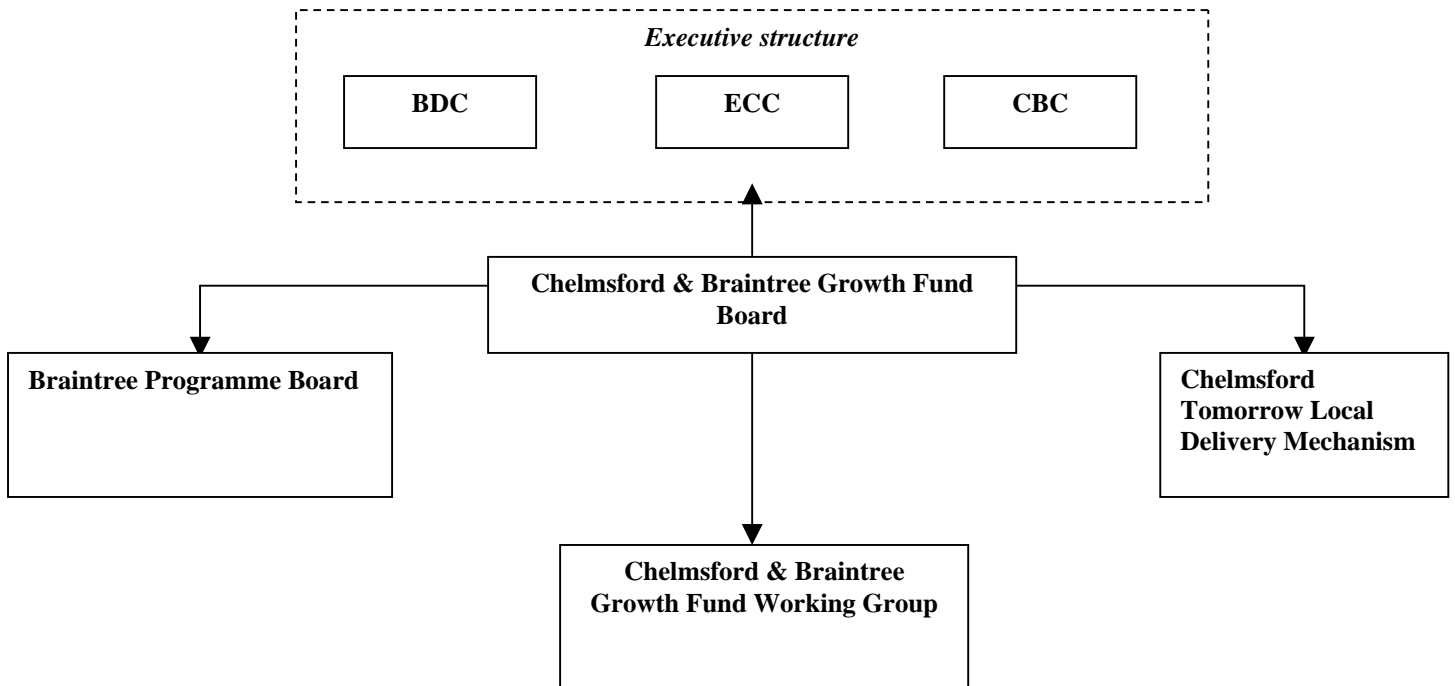 Executive structure
BDC
ECC
CBC
Chelmsford & Braintree Growth Fund
Board
Braintree Programme Board
Chelmsford
Tomorrow Local
Delivery Mechanism
Chelmsford & Braintree
Growth Fund Working Group